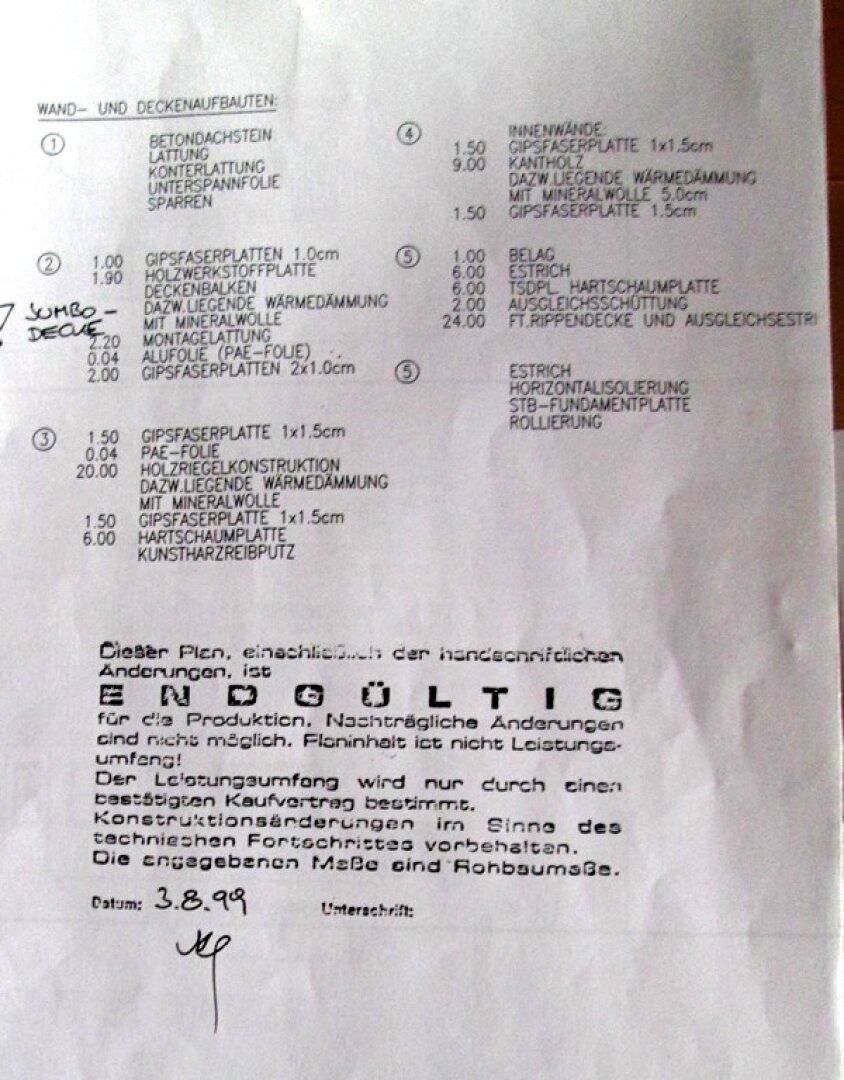 WAND- UND DECKENAUFBAUTEN:
1
BETONDACHSTEIN
LATTUNG
KONTERLATTUNG
UNTERSPANNFOLIE
SPARREN
2
1.00 GIPSFASERPLATTEN 1.0cm
1.90 HOLZWERKSTOFFPLATTE
DECKENBALKEN
DAZW.LIEGENDE WÄRMEDÄMMUNG
MIT MINERALWOLLE
2.20 MONTAGELATTUNG
0.04 ALUFOLIE (PAE-FOLIE)
2.00 GIPSFASERPLATTEN 2x1.0cm
! JUMBO-
DECKE
3
1.50 GIPSFASERPLATTE 1x1.5cm
0.04 PAE-FOLIE
20.00 HOLZRIEGELKONSTRUKTION
DAZW.LIEGENDE WÄRMEDÄMMUNG
MIT MINERALWOLLE
1.50 GIPSFASERPLATTE 1x1.5cm
6.00 HARTSCHAUMPLATTE
KUNSTHARZREIBPUTZ
4
INNENWÄNDE:
1.50 GIPSFASERPLATTE 1x1.5cm
9.00 KANTHOLZ
DAZW.LIEGENDE WÄRMEDÄMMUNG
MIT MINERALWOLLE 5.0cm
1.50 GIPSFASERPLATTE 1.5cm
5
1.00 BELAG
6.00 ESTRICH
6.00 TSDPL. HARTSCHAUMPLATTE
2.00 AUSGLEICHSSCHÜTTUNG
24.00 FT.RIPPENDECKE UND AUSGLEICHSESTRI
5
ESTRICH
HORIZONTALISOLIERUNG
STB-FUNDAMENTPLATTE
ROLLIERUNG
Dieser Plan, einschließlich der handschriftlichen
Änderungen, ist
ENDGÜLTIG
für die Produktion. Nachträgliche Änderungen
sind nicht möglich. Planinhalt ist nicht Leistungs-
umfang!
Der Leistungsumfang wird nur durch einen
bestätigten Kaufvertrag bestimmt.
Konstruktionsänderungen im Sinne des
technischen Fortschrittes vorbehalten.
Die angegebenen Maße sind Rohbaumaße.
Datum: 3.8.99 Unterschrift: